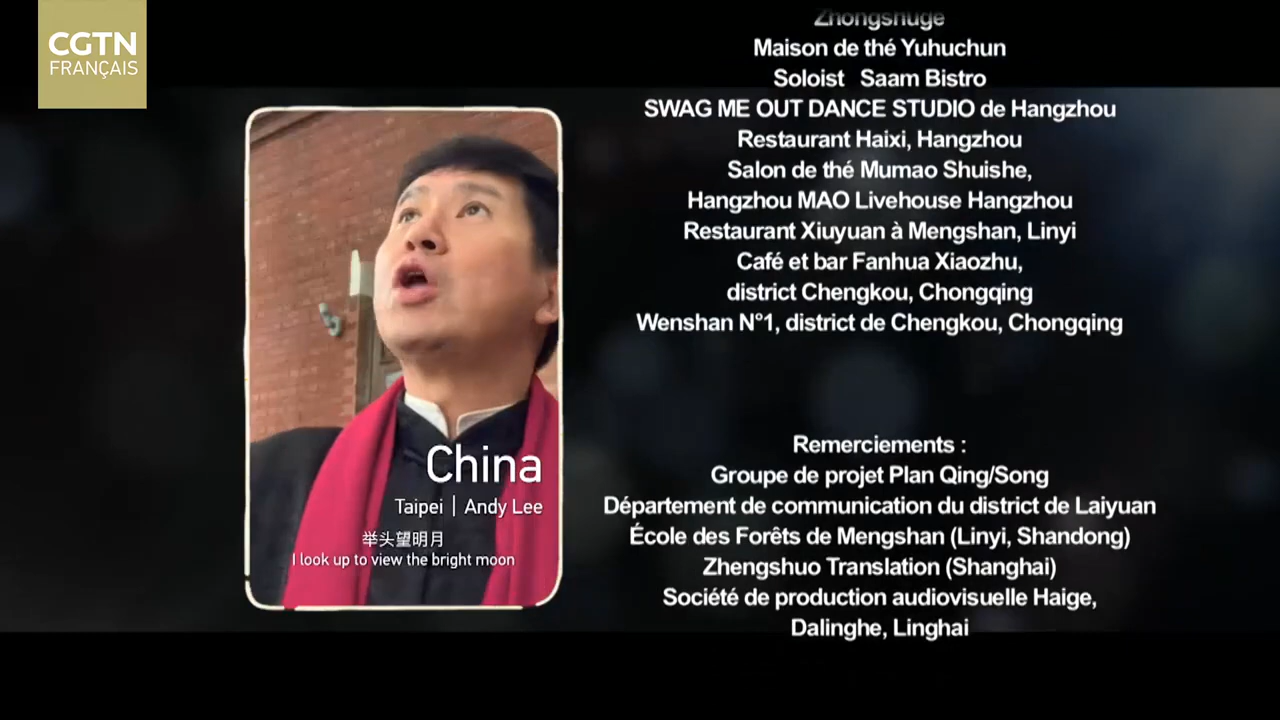 CGTN
FRANÇAIS
China
Taipei | Andy Lee
举头望明月
I look up to view the bright moon
Zhongshuge
Maison de thé Yuhuchun
Soloist Saam Bistro
SWAG ME OUT DANCE STUDIO de Hangzhou
Restaurant Haixi, Hangzhou
Salon de thé Mumao Shuishe,
Hangzhou MAO Livehouse Hangzhou
Restaurant Xiuyuan à Mengshan, Linyi
Café et bar Fanhua Xiaozhu,
district Chengkou, Chongqing
Wenshan N°1, district de Chengkou, Chongqing
Remerciements :
Groupe de projet Plan Qing/Song
Département de communication du district de Laiyuan
École des Forêts de Mengshan (Linyi, Shandong)
Zhengshuo Translation (Shanghai)
Société de production audiovisuelle Haige,
Dalinghe, Linghai